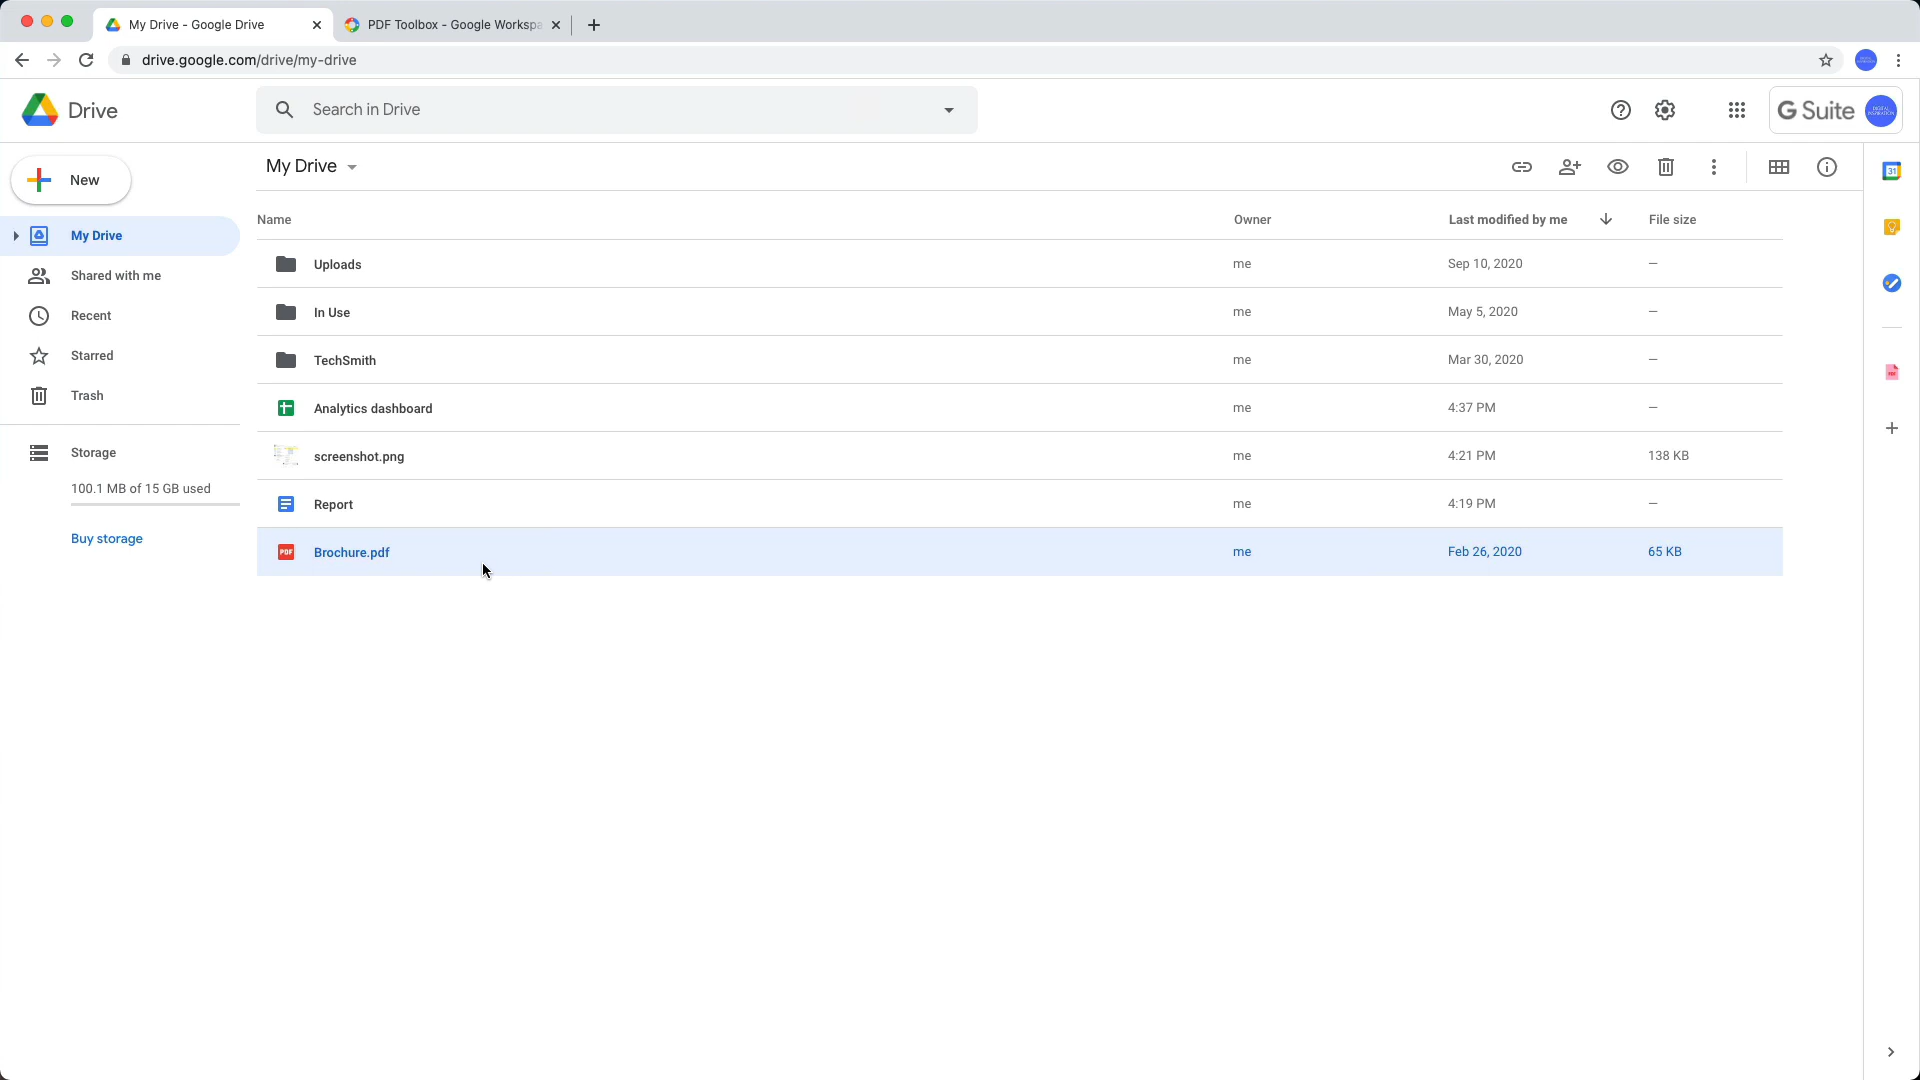 My Drive - Google Drive
PDF Toolbox - Google Workspa
drive.google.com/drive/my-drive
Drive
Search in Drive
G Suite
New
My Drive
Name
Owner
Last modified by me
File size
My Drive
Shared with me
Recent
Starred
Trash
Storage
100.1 MB of 15 GB used
Buy storage
Uploads me Sep 10, 2020 –
In Use me May 5, 2020 –
TechSmith me Mar 30, 2020 –
Analytics dashboard me 4:37 PM –
screenshot.png me 4:21 PM 138 KB
Report me 4:19 PM –
PDF Brochure.pdf me Feb 26, 2020 65 KB
31
PDF